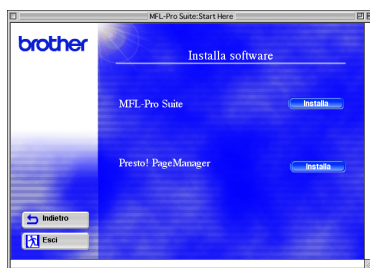 MFL-Pro Suite:Start Here
brother
Installa software
MFL-Pro Suite
Installa
Presto! PageManager
Installa
Indietro
Esci